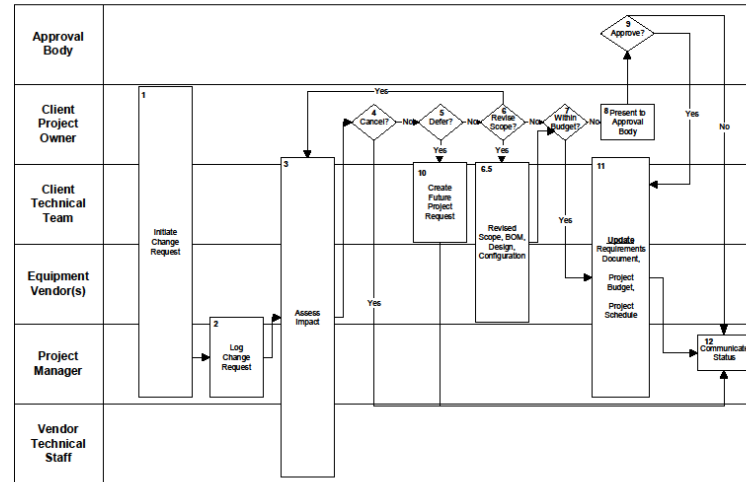 Approval
Body
9
Approve?
Client
Project
Owner
1
Yes
4
Cancel?
No
5
Defer?
No
6
Revise
Scope?
No
7
Within
Budget?
No
8
Present to
Approval
Body
Yes
No
Yes
Yes
Client
Technical
Team
3
10
Create
Future
Project
Request
6.5
Revised
Scope, BOM,
Design,
Configuration
11
Update
Requirements
Document,
Project
Budget,
Project
Schedule
Initiate
Change
Request
Yes
Equipment
Vendor(s)
Yes
Assess
Impact
Project
Manager
2
Log
Change
Request
12
Communicate
Status
Vendor
Technical
Staff